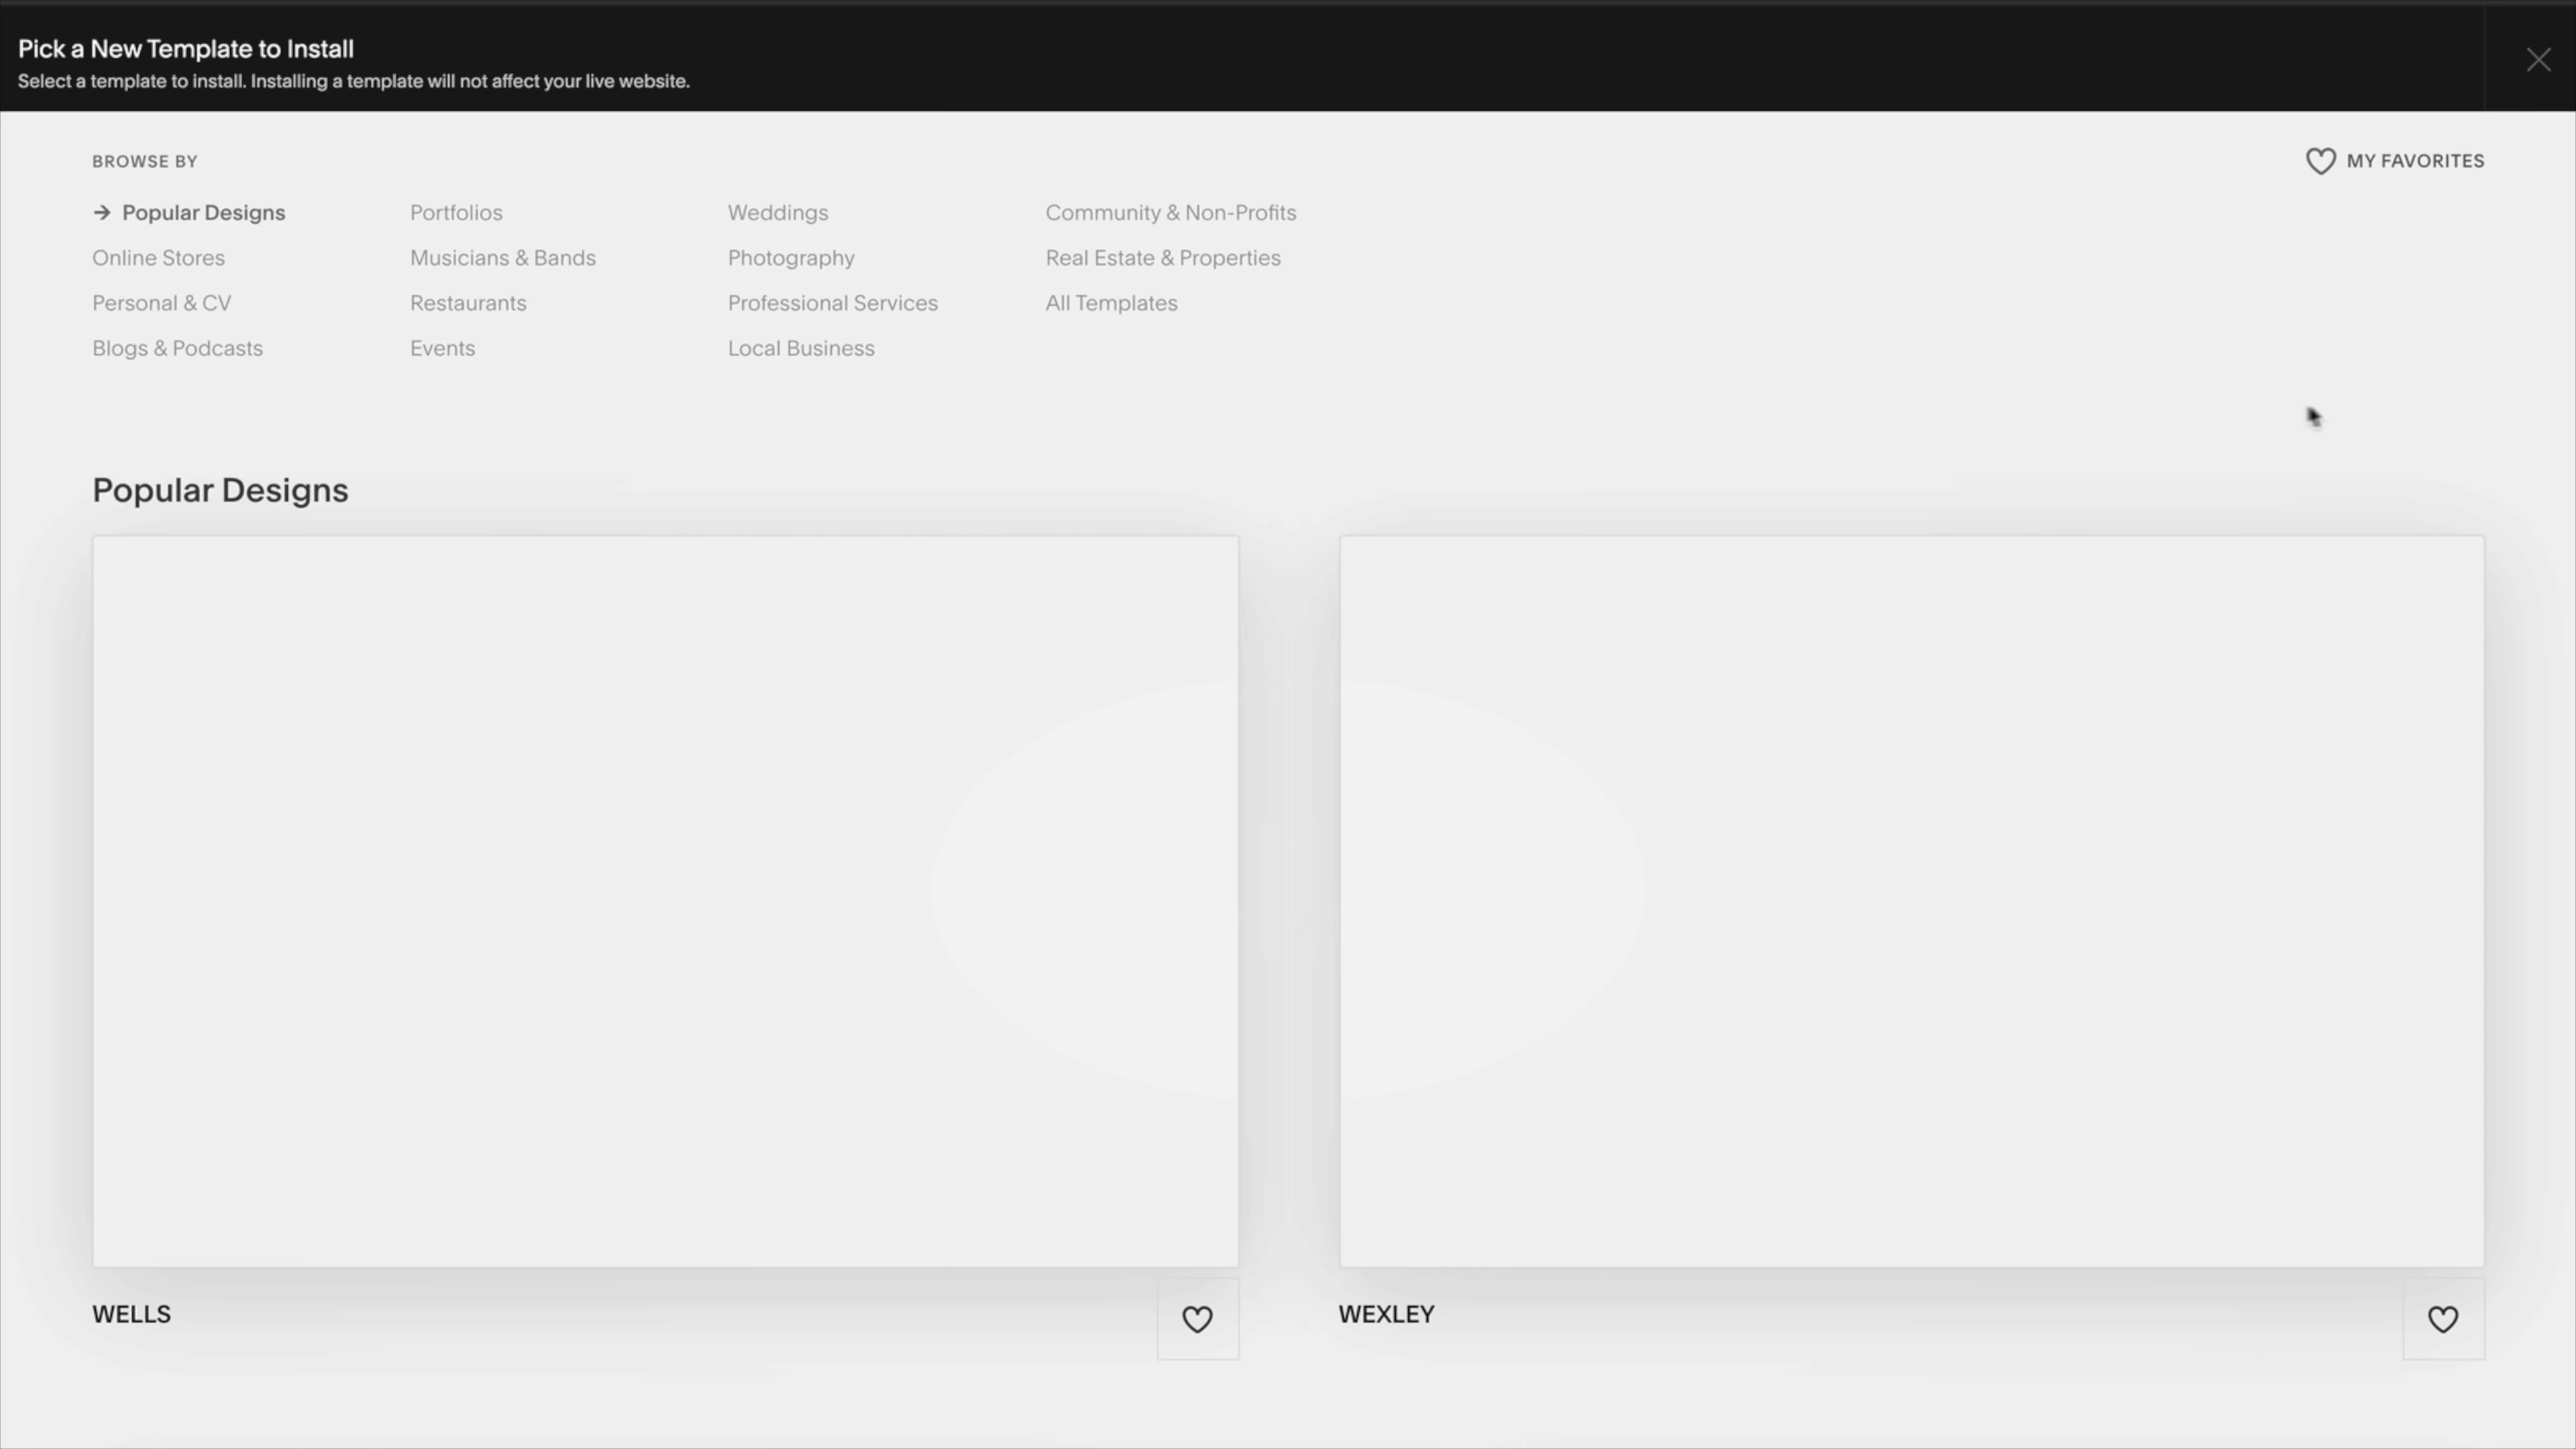 Pick a New Template to Install
Select a template to install. Installing a template will not affect your live website.
BROWSE BY
MY FAVORITES
→ Popular Designs
Online Stores
Personal & CV
Blogs & Podcasts
Portfolios
Musicians & Bands
Restaurants
Events
Weddings
Photography
Professional Services
Local Business
Community & Non-Profits
Real Estate & Properties
All Templates
Popular Designs
WELLS
WEXLEY